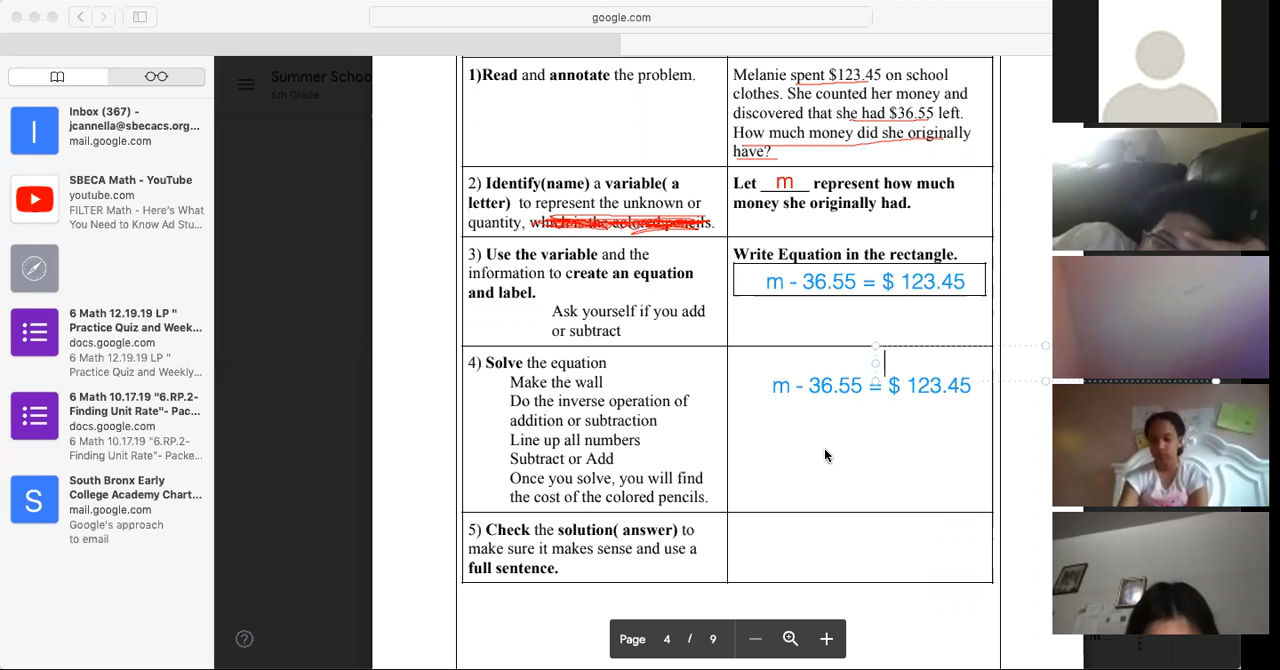 google.com
Inbox (367) -
jcannella@sbecacs.org...
mail.google.com
SBECA Math - YouTube
youtube.com
FILTER Math - Here's What
You Need to Know Ad Stu...
6 Math 12.19.19 LP "
Practice Quiz and Week...
docs.google.com
6 Math 12.19.19 LP "
Practice Quiz and Weekly...
6 Math 10.17.19 "6.RP.2-
Finding Unit Rate"- Pac...
docs.google.com
6 Math 10.17.19 "6.RP.2-
Finding Unit Rate"- Packe...
South Bronx Early
College Academy Chart...
mail.google.com
Google's approach
to email
Summer Schoo
6th Grade
1)Read and annotate the problem.
Melanie spent $123.45 on school
clothes. She counted her money and
discovered that she had $36.55 left.
How much money did she originally
have?
2) Identify(name) a variable( a
letter) to represent the unknown or
quantity, which is the colored pencils.
Let m represent how much
money she originally had.
3) Use the variable and the
information to create an equation
and label.
Ask yourself if you add
or subtract
Write Equation in the rectangle.
m - 36.55 = $ 123.45
4) Solve the equation
Make the wall
Do the inverse operation of
addition or subtraction
Line up all numbers
Subtract or Add
Once you solve, you will find
the cost of the colored pencils.
m - 36.55 = $ 123.45
5) Check the solution( answer) to
make sure it makes sense and use a
full sentence.
Page 4 / 9